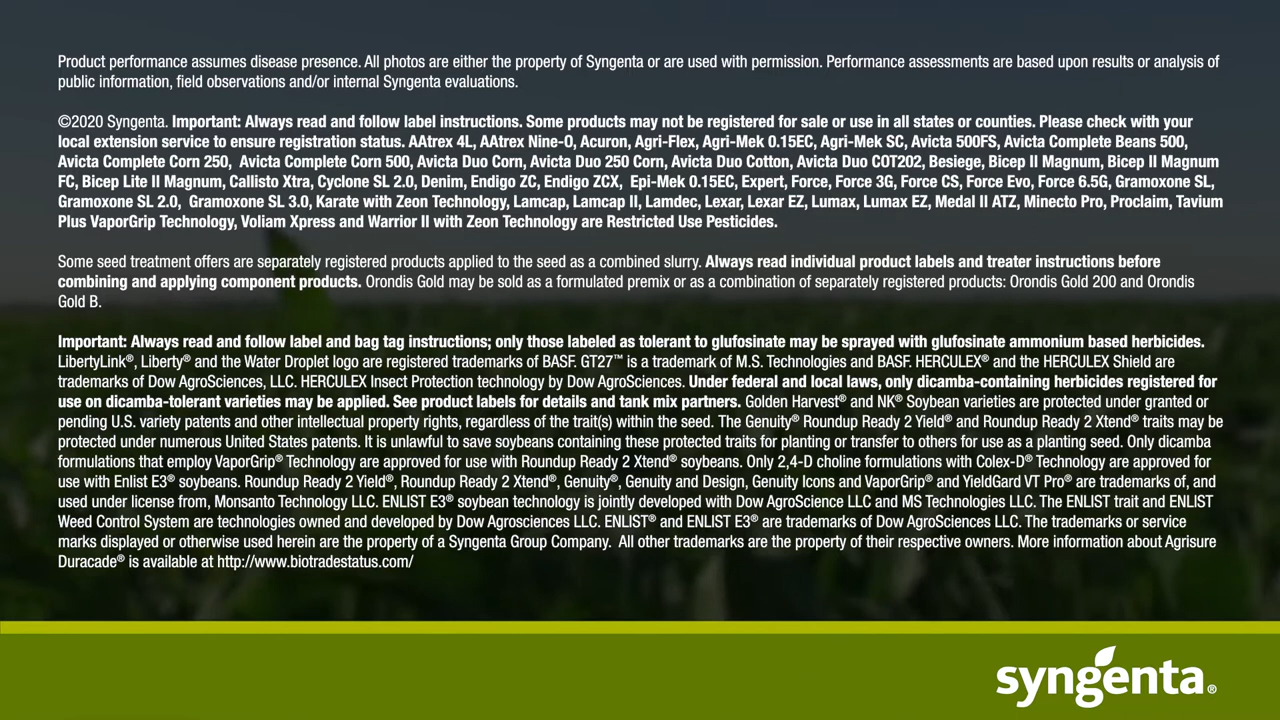 Product performance assumes disease presence. All photos are either the property of Syngenta or are used with permission. Performance assessments are based upon results or analysis of
public information, field observations and/or internal Syngenta evaluations.
©2020 Syngenta. Important: Always read and follow label instructions. Some products may not be registered for sale or use in all states or counties. Please check with your
local extension service to ensure registration status. AAtrex 4L, AAtrex Nine-O, Acuron, Agri-Flex, Agri-Mek 0.15EC, Agri-Mek SC, Avicta 500FS, Avicta Complete Beans 500,
Avicta Complete Corn 250, Avicta Complete Corn 500, Avicta Duo Corn, Avicta Duo 250 Corn, Avicta Duo Cotton, Avicta Duo COT202, Besiege, Bicep II Magnum, Bicep II Magnum
FC, Bicep Lite II Magnum, Callisto Xtra, Cyclone SL 2.0, Denim, Endigo ZC, Endigo ZCX, Epi-Mek 0.15EC, Expert, Force, Force 3G, Force CS, Force Evo, Force 6.5G, Gramoxone SL,
Gramoxone SL 2.0, Gramoxone SL 3.0, Karate with Zeon Technology, Lamcap, Lamcap II, Lamdec, Lexar, Lexar EZ, Lumax, Lumax EZ, Medal II ATZ, Minecto Pro, Proclaim, Tavium
Plus VaporGrip Technology, Voliam Xpress and Warrior II with Zeon Technology are Restricted Use Pesticides.
Some seed treatment offers are separately registered products applied to the seed as a combined slurry. Always read individual product labels and treater instructions before
combining and applying component products. Orondis Gold may be sold as a formulated premix or as a combination of separately registered products: Orondis Gold 200 and Orondis
Gold B.
Important: Always read and follow label and bag tag instructions; only those labeled as tolerant to glufosinate may be sprayed with glufosinate ammonium based herbicides.
LibertyLink®, Liberty® and the Water Droplet logo are registered trademarks of BASF. GT27™ is a trademark of M.S. Technologies and BASF. HERCULEX® and the HERCULEX Shield are
trademarks of Dow AgroSciences, LLC. HERCULEX Insect Protection technology by Dow AgroSciences. Under federal and local laws, only dicamba-containing herbicides registered for
use on dicamba-tolerant varieties may be applied. See product labels for details and tank mix partners. Golden Harvest® and NK® Soybean varieties are protected under granted or
pending U.S. variety patents and other intellectual property rights, regardless of the trait(s) within the seed. The Genuity® Roundup Ready 2 Yield® and Roundup Ready 2 Xtend® traits may be
protected under numerous United States patents. It is unlawful to save soybeans containing these protected traits for planting or transfer to others for use as a planting seed. Only dicamba
formulations that employ VaporGrip® Technology are approved for use with Roundup Ready 2 Xtend® soybeans. Only 2,4-D choline formulations with Colex-D® Technology are approved for
use with Enlist E3® soybeans. Roundup Ready 2 Yield®, Roundup Ready 2 Xtend®, Genuity®, Genuity and Design, Genuity Icons and VaporGrip® and YieldGard VT Pro® are trademarks of, and
used under license from, Monsanto Technology LLC. ENLIST E3® soybean technology is jointly developed with Dow AgroScience LLC and MS Technologies LLC. The ENLIST trait and ENLIST
Weed Control System are technologies owned and developed by Dow Agrosciences LLC. ENLIST® and ENLIST E3® are trademarks of Dow AgroSciences LLC. The trademarks or service
marks displayed or otherwise used herein are the property of a Syngenta Group Company. All other trademarks are the property of their respective owners. More information about Agrisure
Duracade® is available at http://www.biotradestatus.com/
syngenta®